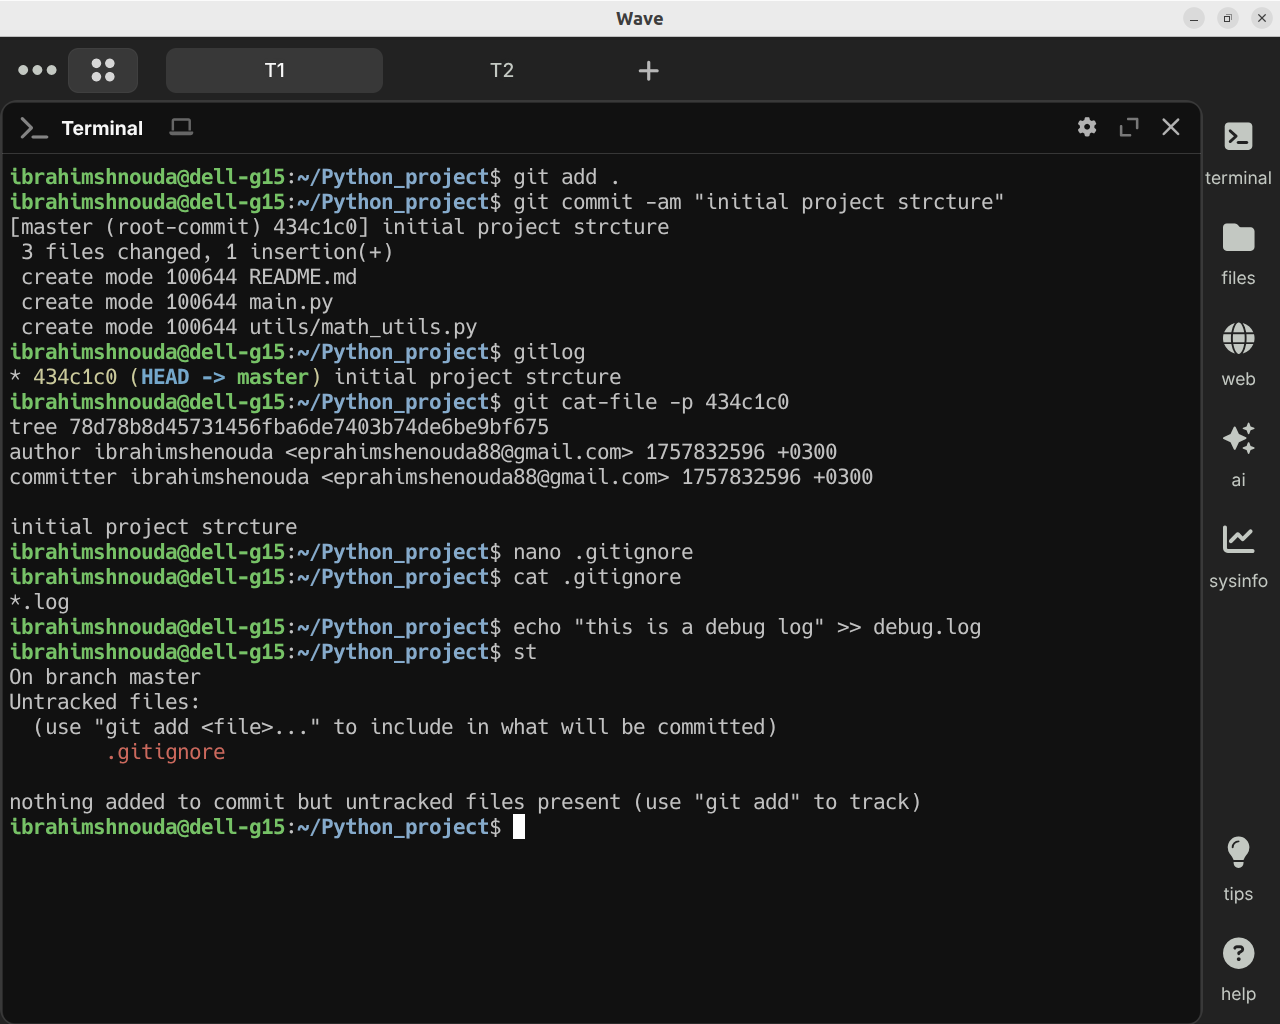 Wave
T1
T2
Terminal
ibrahimshnouda@dell-g15:~/Python_project$ git add .
ibrahimshnouda@dell-g15:~/Python_project$ git commit -am "initial project strcture"
[master (root-commit) 434c1c0] initial project strcture
 3 files changed, 1 insertion(+)
 create mode 100644 README.md
 create mode 100644 main.py
 create mode 100644 utils/math_utils.py
ibrahimshnouda@dell-g15:~/Python_project$ gitlog
* 434c1c0 (HEAD -> master) initial project strcture
ibrahimshnouda@dell-g15:~/Python_project$ git cat-file -p 434c1c0
tree 78d78b8d45731456fba6de7403b74de6be9bf675
author ibrahimshenouda <eprahimshenouda88@gmail.com> 1757832596 +0300
committer ibrahimshenouda <eprahimshenouda88@gmail.com> 1757832596 +0300
initial project strcture
ibrahimshnouda@dell-g15:~/Python_project$ nano .gitignore
ibrahimshnouda@dell-g15:~/Python_project$ cat .gitignore
*.log
ibrahimshnouda@dell-g15:~/Python_project$ echo "this is a debug log" >> debug.log
ibrahimshnouda@dell-g15:~/Python_project$ st
On branch master
Untracked files:
  (use "git add <file>..." to include in what will be committed)
        .gitignore
nothing added to commit but untracked files present (use "git add" to track)
ibrahimshnouda@dell-g15:~/Python_project$
terminal
files
web
ai
sysinfo
tips
help